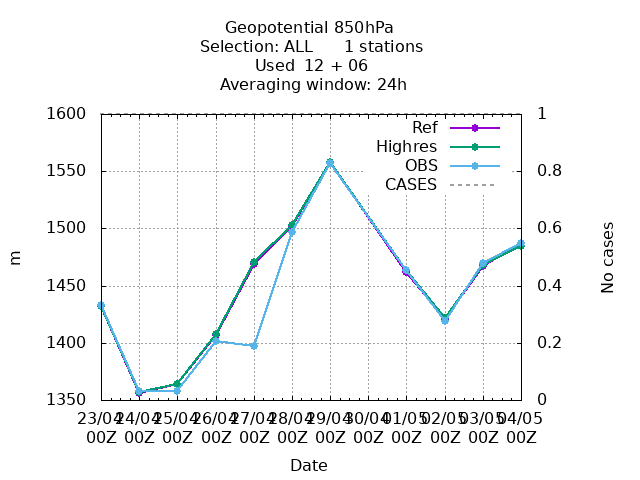 Geopotential 850hPa
Selection: ALL      1 stations
Used  12 + 06
Averaging window: 24h
1600
1550
1500
1450
1400
1350
1
0.8
0.6
0.4
0.2
0
Ref
Highres
OBS
CASES
m
No cases
23/04 24/04 25/04 26/04 27/04 28/04 29/04 30/04 01/05 02/05 03/05 04/05
00Z 00Z 00Z 00Z 00Z 00Z 00Z 00Z 00Z 00Z 00Z 00Z
Date